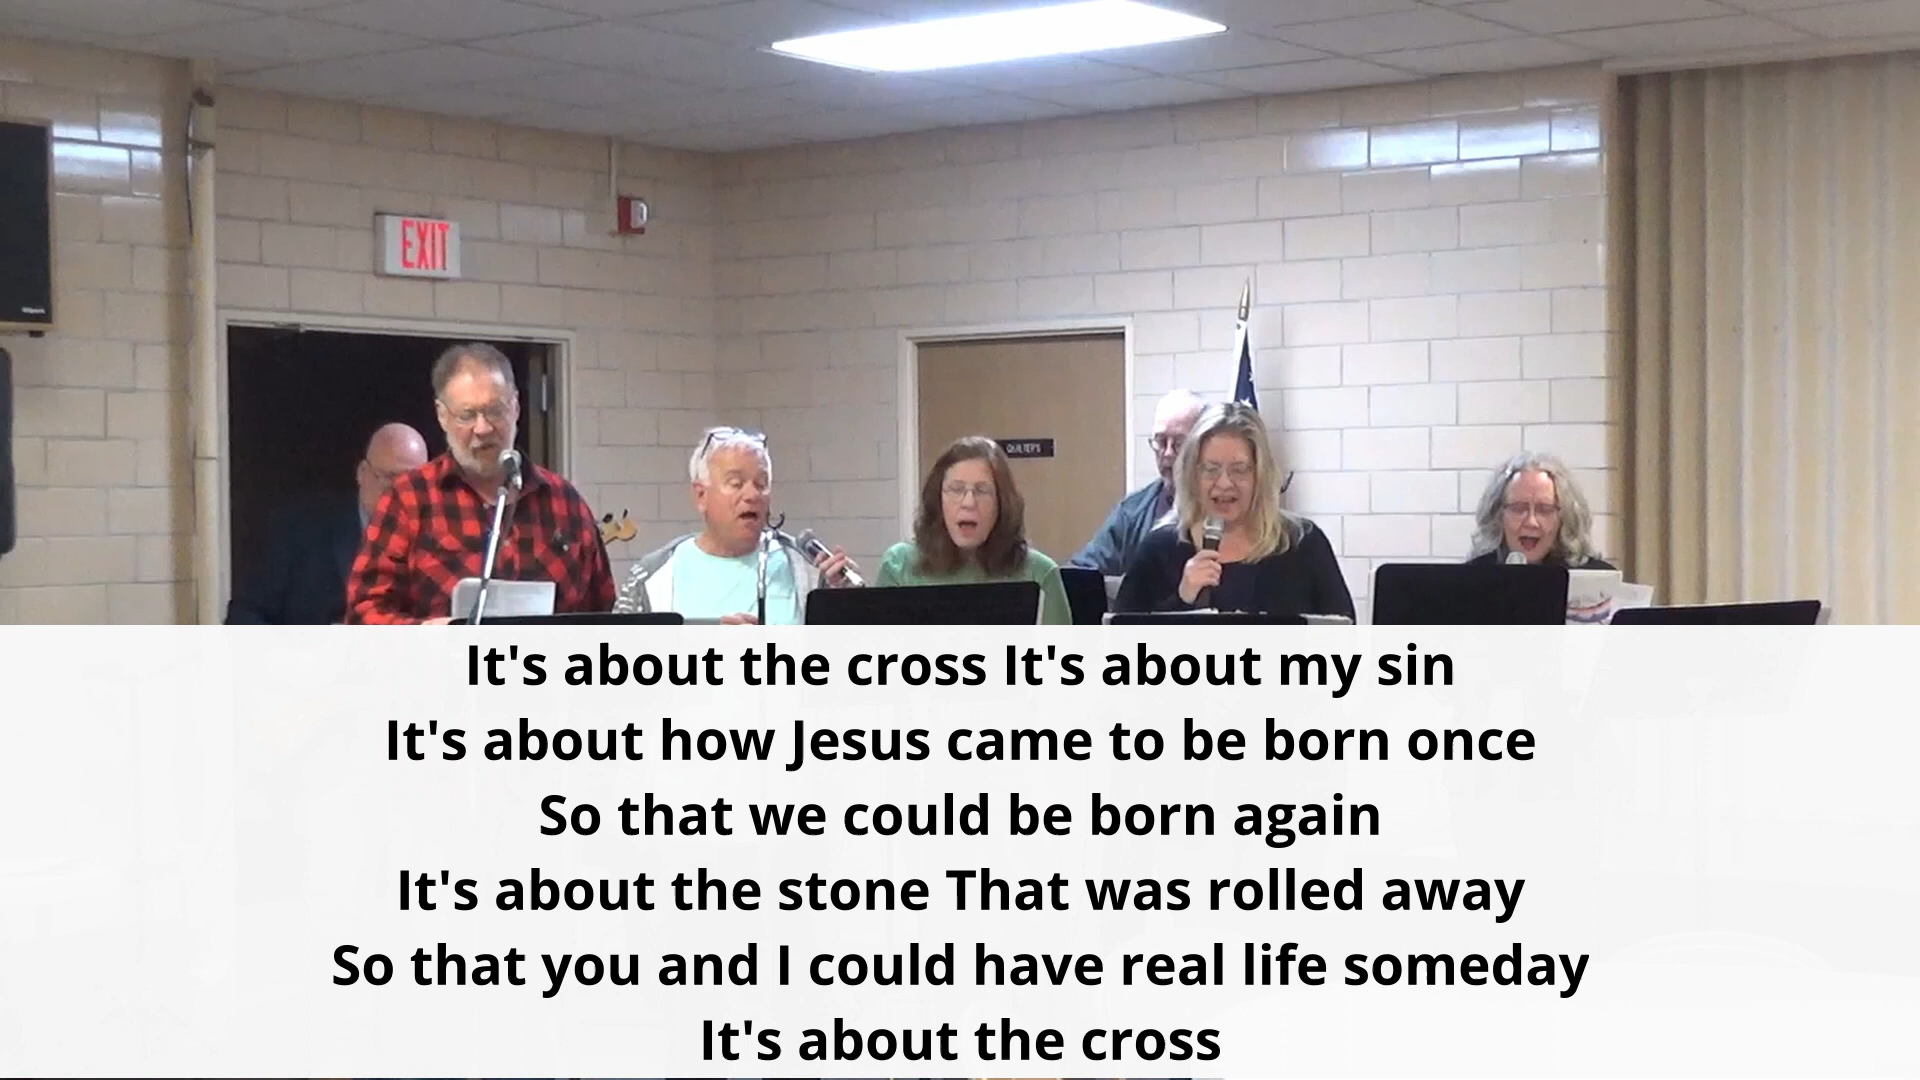 EXIT
QUILTERS
It's about the cross It's about my sin
It's about how Jesus came to be born once
So that we could be born again
It's about the stone That was rolled away
So that you and I could have real life someday
It's about the cross